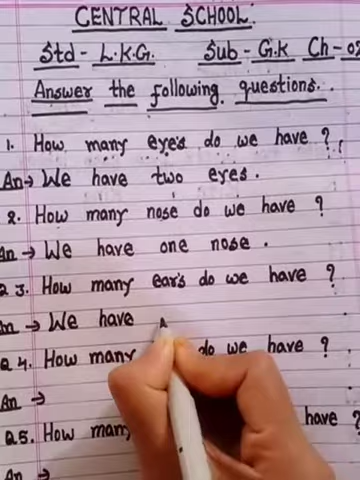 CENTRAL SCHOOL.
Std - L.K.G. Sub - G.K Ch - 02
Answer the following questions.
1. How many eye's do we have ?
An→ We have two eyes.
2. How many nose do we have ?
An → We have one nose.
Q 3. How many ear's do we have ?
An → We have
Q 4. How many do we have ?
An →
Q5. How many have ?
An →